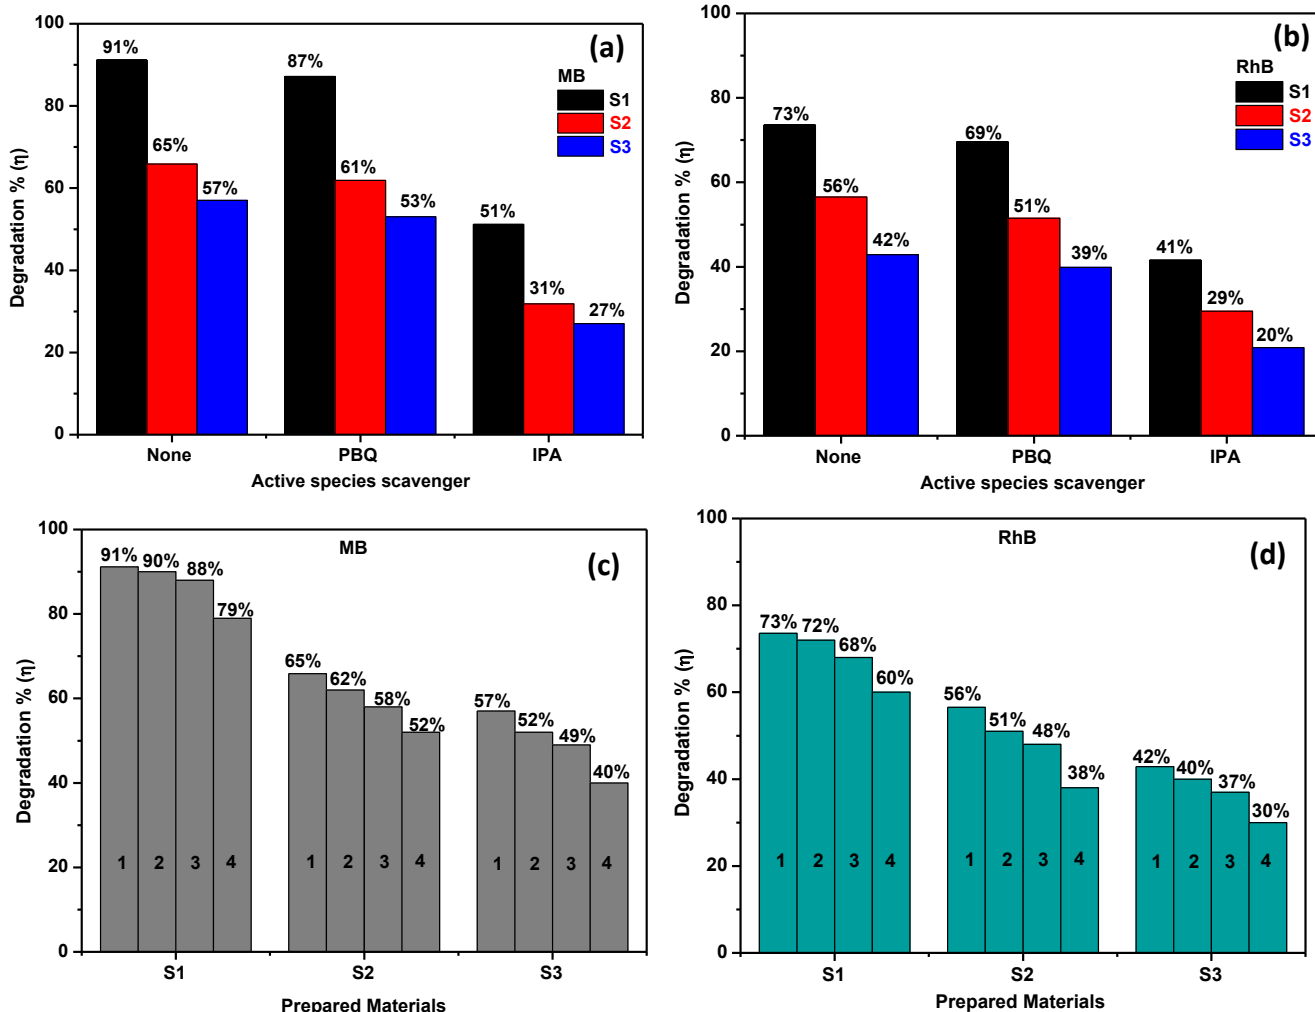 (a)
MB
S1
S2
S3
100
80
60
40
20
0
91%
65%
57%
87%
61%
53%
51%
31%
27%
None PBQ IPA
Active species scavenger
Degradation % (η)
(b)
RhB
S1
S2
S3
100
80
60
40
20
0
73%
56%
42%
69%
51%
39%
41%
29%
20%
None PBQ IPA
Active species scavenger
Degradation % (η)
MB
(c)
100
80
60
40
20
0
91% 90% 88% 79%
65% 62% 58% 52%
57% 52% 49% 40%
1 2 3 4 1 2 3 4 1 2 3 4
S1 S2 S3
Prepared Materials
Degradation % (η)
RhB
(d)
100
80
60
40
20
0
73% 72% 68% 60%
56% 51% 48% 38%
42% 40% 37% 30%
1 2 3 4 1 2 3 4 1 2 3 4
S1 S2 S3
Prepared Materials
Degradation % (η)